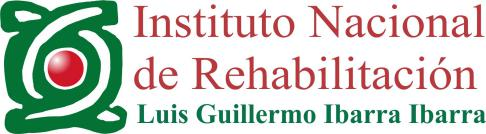 Instituto Nacional
de Rehabilitación
Luis Guillermo Ibarra Ibarra